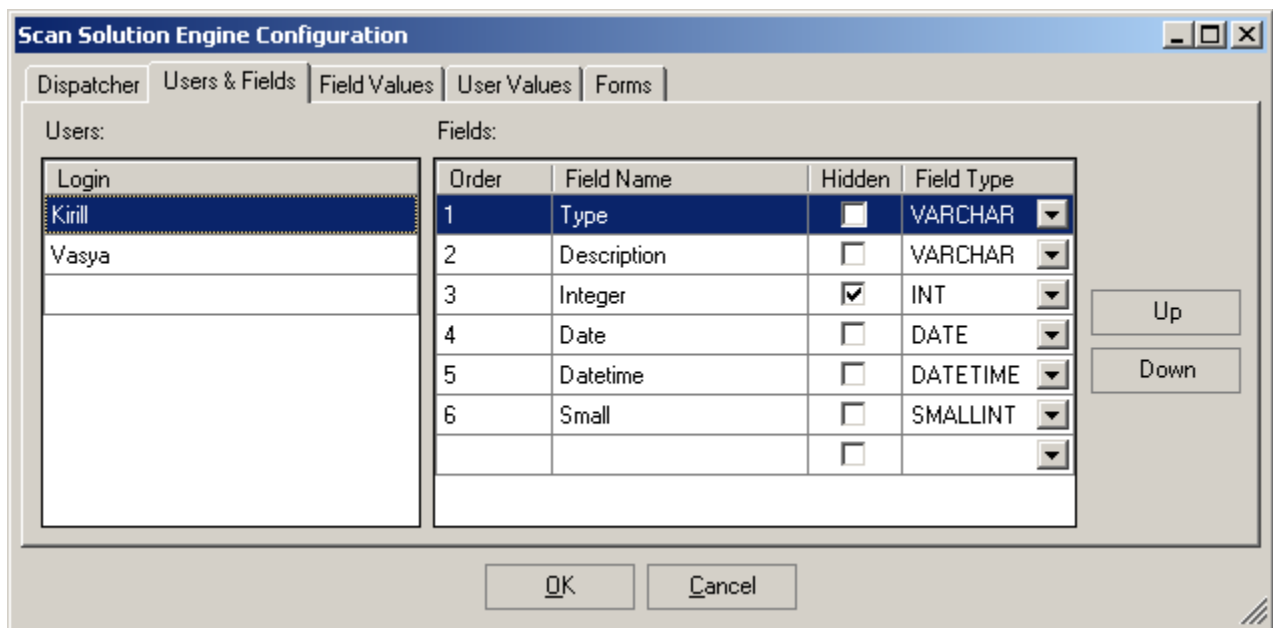 Scan Solution Engine Configuration
Dispatcher Users & Fields Field Values User Values Forms
Users: Fields:
Login Order Field Name Hidden Field Type
Kirill 1 Type VARCHAR
Vasya 2 Description VARCHAR
3 Integer INT
4 Date DATE
5 Datetime DATETIME
6 Small SMALLINT
Up
Down
OK Cancel